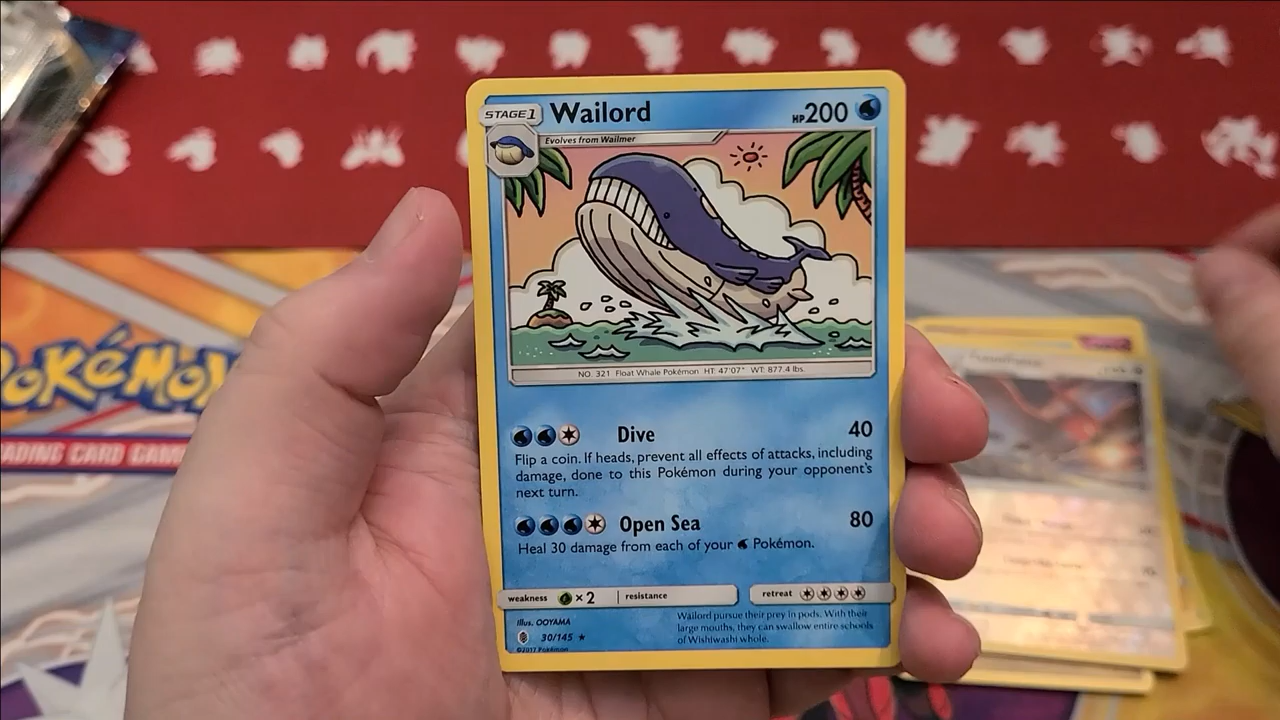 STAGE 1 Wailord HP 200
Evolves from Wailmer
NO. 321 Float Whale Pokémon HT: 47'07" WT: 877.4 lbs.
Dive 40
Flip a coin. If heads, prevent all effects of attacks, including
damage, done to this Pokémon during your opponent's
next turn.
Open Sea 80
Heal 30 damage from each of your Pokémon.
weakness ×2 resistance retreat
Illus. OOYAMA
30/145 ★
©2017 Pokémon
Wailord pursue their prey in pods. With their
large mouths, they can swallow entire schools
of Wishiwashi whole.
POKéMON
ADING CARD GAM